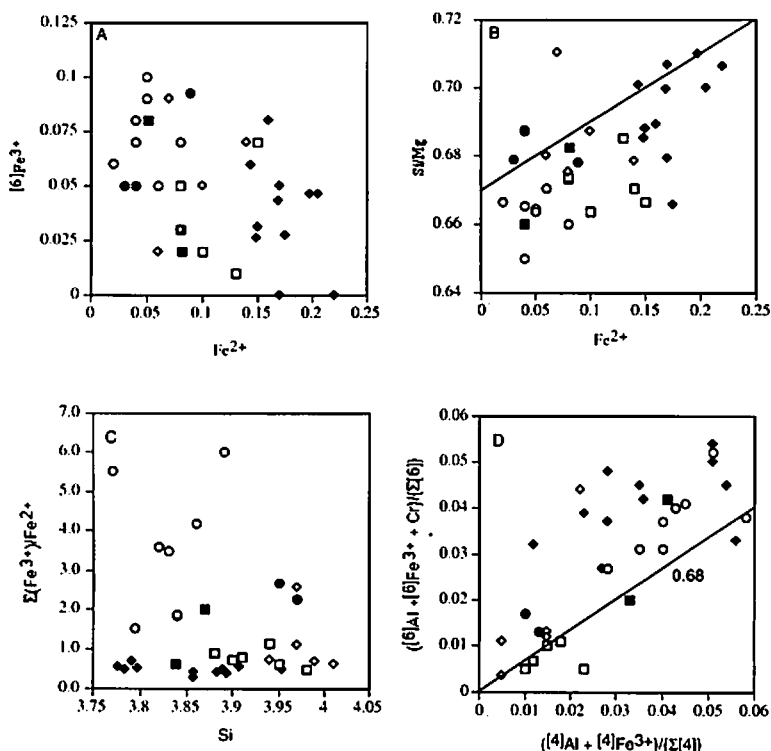 A
0.125
0.1
0.075
0.05
0.025
0
0 0.05 0.1 0.15 0.2 0.25
[6]Fe3+
Fe2+
B
0.72
0.70
0.68
0.66
0.64
0 0.05 0.1 0.15 0.2 0.25
Si/Mg
Fe2+
C
7.0
6.0
5.0
4.0
3.0
2.0
1.0
0.0
3.75 3.8 3.85 3.9 3.95 4 4.05
Σ(Fe3+)/Fe2+
Si
D
0.06
0.05
0.04
0.03
0.02
0.01
0
0 0.01 0.02 0.03 0.04 0.05 0.06
0.68
([6]Al +[6]Fe3+ + Cr)/{Σ[6]}
([4]Al + [4]Fe3+)/{Σ[4]}